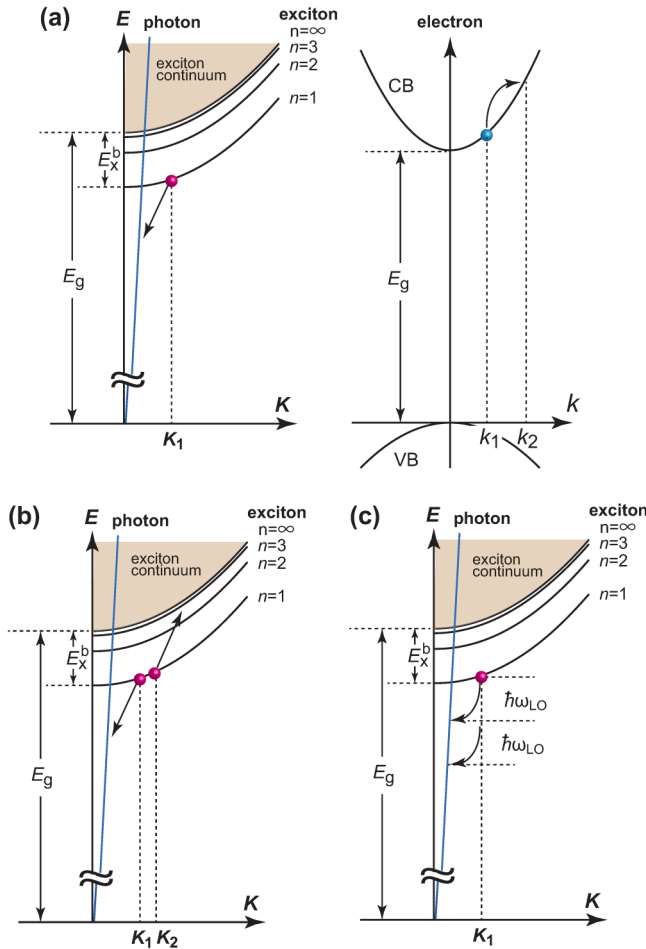 (a)
E
photon
exciton
n=∞
n=3
n=2
n=1
exciton
continuum
E_x^b
E_g
K
K_1
electron
CB
E_g
k
k_1
k_2
VB
(b)
E
photon
exciton
n=∞
n=3
n=2
n=1
exciton
continuum
E_x^b
E_g
K
K_1 K_2
(c)
E
photon
exciton
n=∞
n=3
n=2
n=1
exciton
continuum
E_x^b
ħω_LO
ħω_LO
E_g
K
K_1